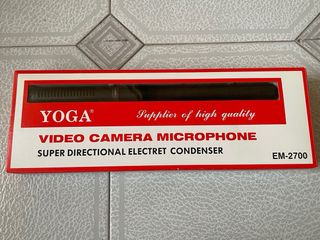 YOGA® Supplier of high quality
VIDEO CAMERA MICROPHONE
SUPER DIRECTIONAL ELECTRET CONDENSER EM-2700